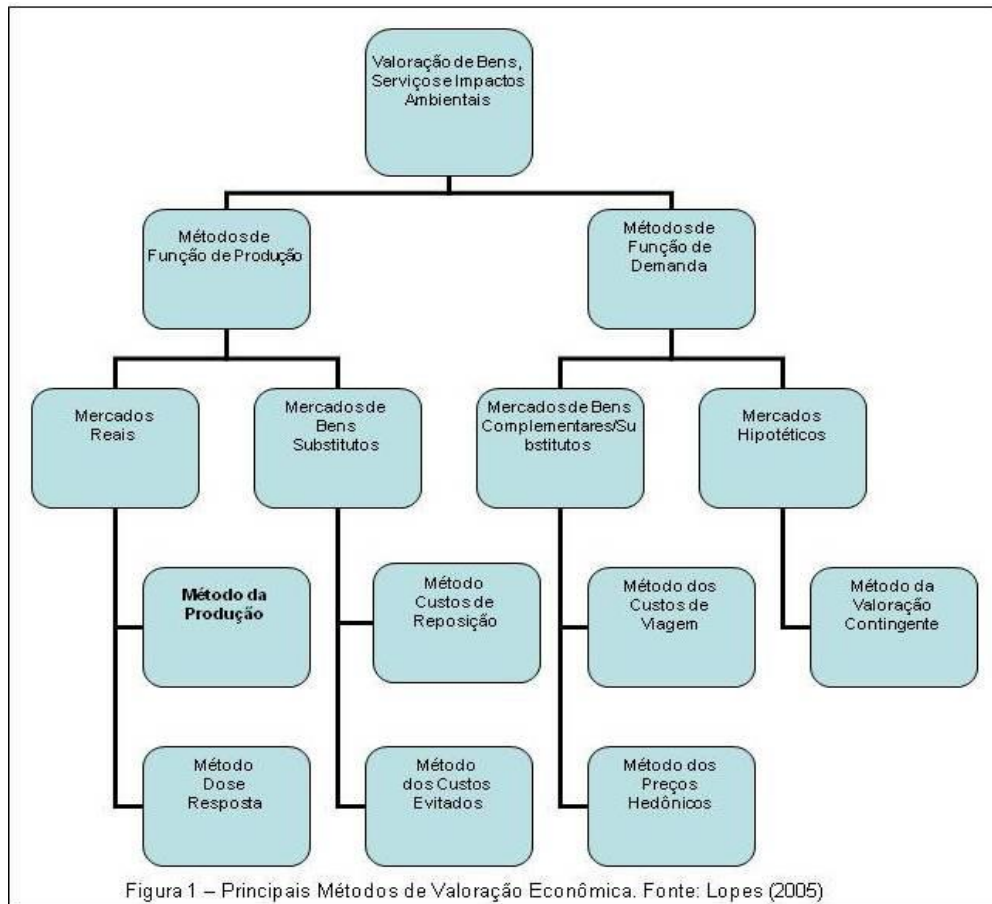 Valoração de Bens,
Serviço e Impactos
Ambientais
Métodos de
Função de Produção
Métodos de
Função de
Demanda
Mercados
Reais
Mercados de
Bens
Substitutos
Mercados de Bens
Complementares/Su
bstitutos
Mercados
Hipotéticos
Método da
Produção
Método
Custos de
Reposição
Método dos
Custos de
Viagem
Método da
Valoração
Contingente
Método
Dose
Resposta
Método
dos Custos
Evitados
Método dos
Preços
Hedônicos
Figura 1 – Principais Métodos de Valoração Econômica. Fonte: Lopes (2005)